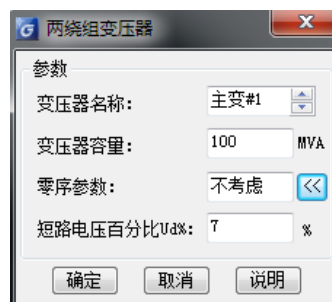 两绕组变压器
参数
变压器名称： 主变#1
变压器容量： 100 MVA
零序参数： 不考虑 <<
短路电压百分比Ud%： 7 %
确定 取消 说明